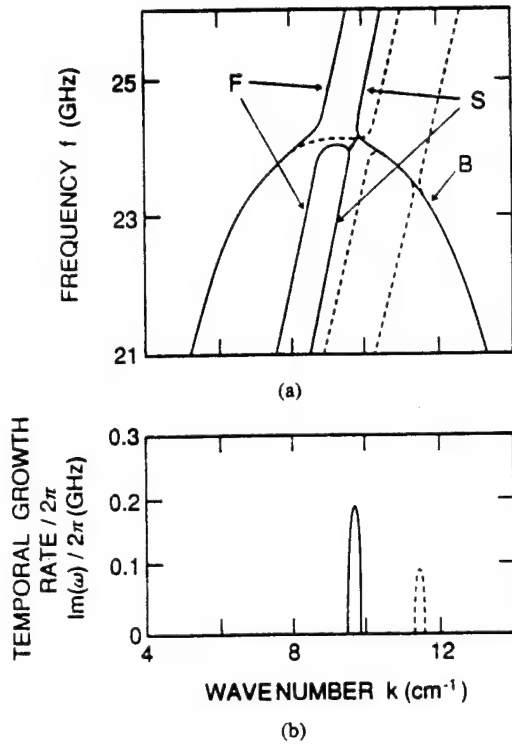 FREQUENCY f (GHz)
25
23
21
F
S
B
(a)
TEMPORAL GROWTH
RATE / 2π
Im(ω) / 2π (GHz)
0.3
0.2
0.1
0
4
8
12
WAVENUMBER k (cm⁻¹)
(b)